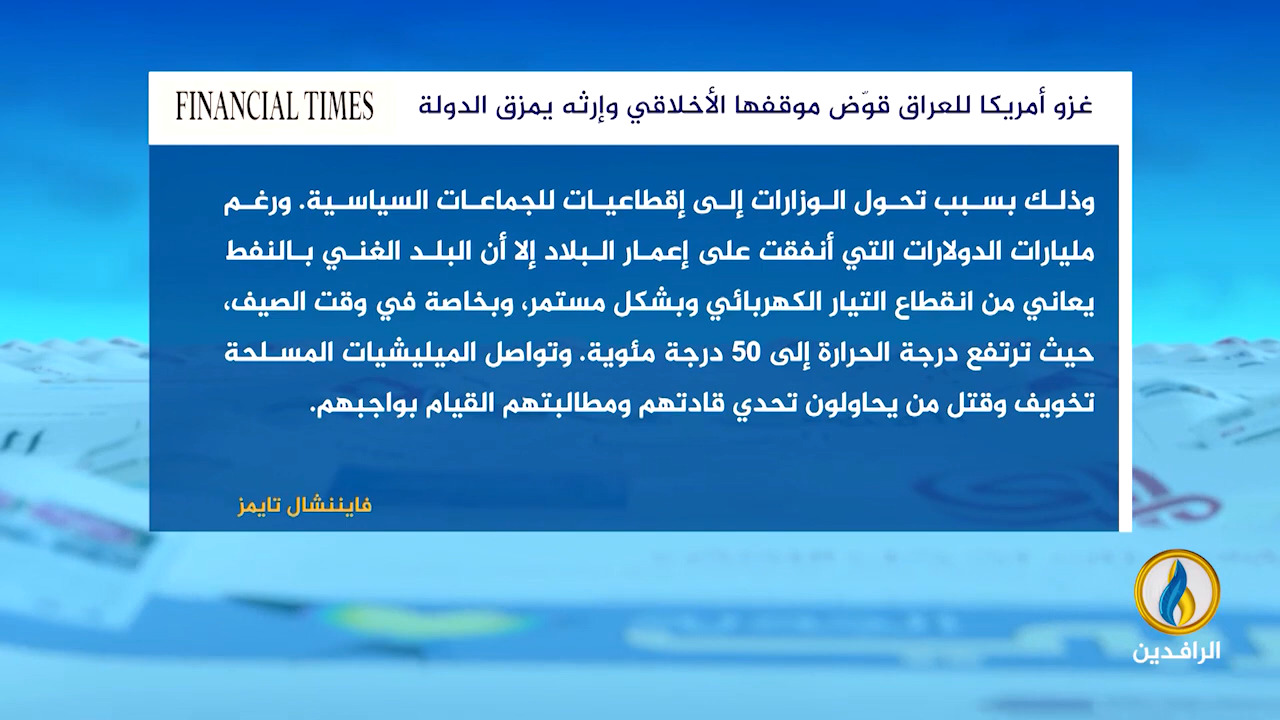 غزو أمريكا للعراق قوّض موقفها الأخلاقي وإرثه يمزق الدولة
FINANCIAL TIMES
وذلك بسبب تحول الوزارات إلى إقطاعيات للجماعات السياسية. ورغم
مليارات الدولارات التي أنفقت على إعمار البلاد إلا أن البلد الغني بالنفط
يعاني من انقطاع التيار الكهربائي وبشكل مستمر، وبخاصة في وقت الصيف،
حيث ترتفع درجة الحرارة إلى 50 درجة مئوية. وتواصل الميليشيات المسلحة
تخويف وقتل من يحاولون تحدي قادتهم ومطالبتهم القيام بواجبهم.
فايننشال تايمز
الرافدين